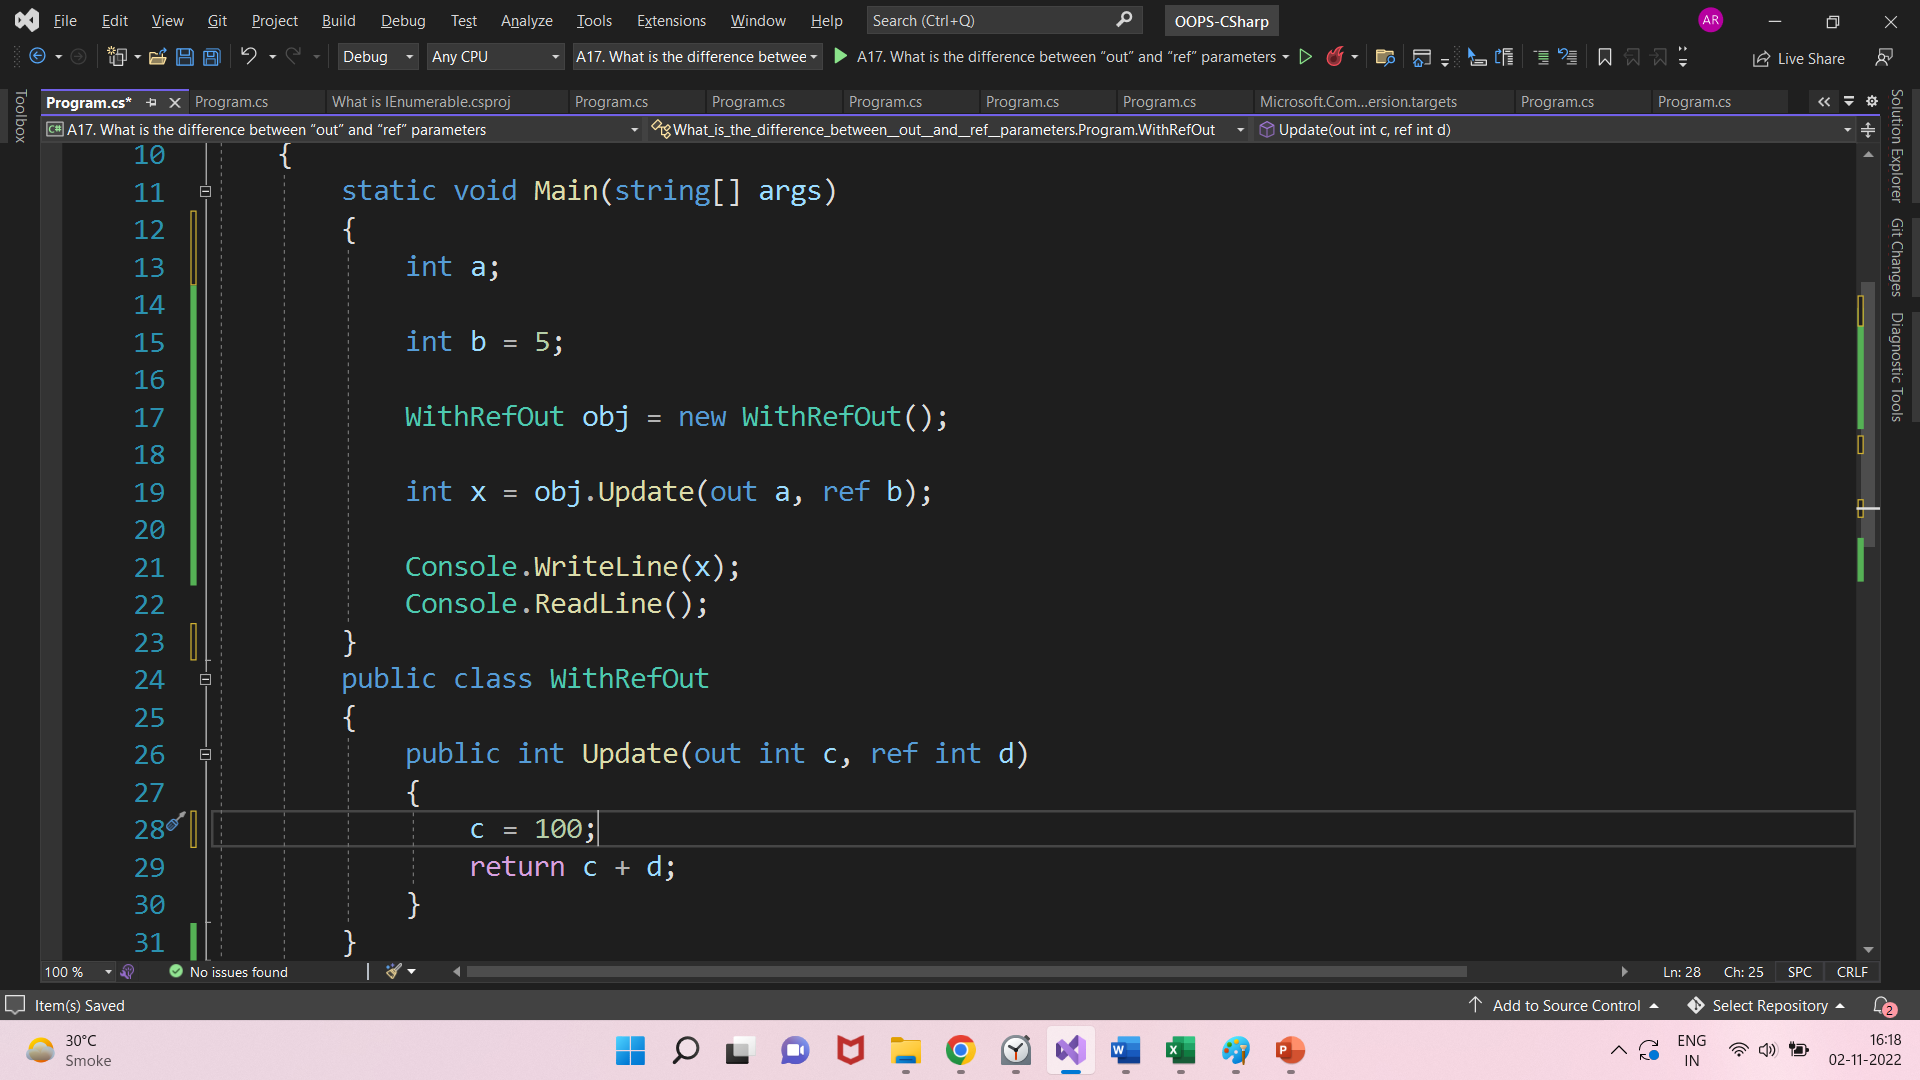 File Edit View Git Project Build Debug Test Analyze Tools Extensions Window Help Search (Ctrl+Q) OOPS-CSharp AR
Debug Any CPU A17. What is the difference betwee A17. What is the difference between “out” and “ref” parameters Live Share
Program.cs* Program.cs What is IEnumerable.csproj Program.cs Program.cs Program.cs Program.cs Program.cs Microsoft.Com...ersion.targets Program.cs Program.cs
C# A17. What is the difference between “out” and “ref” parameters What_is_the_difference_between__out__and__ref__parameters.Program.WithRefOut Update(out int c, ref int d)
Toolbox
Solution Explorer
Git Changes
Diagnostic Tools
10 {
11 static void Main(string[] args)
12 {
13 int a;
14
15 int b = 5;
16
17 WithRefOut obj = new WithRefOut();
18
19 int x = obj.Update(out a, ref b);
20
21 Console.WriteLine(x);
22 Console.ReadLine();
23 }
24 public class WithRefOut
25 {
26 public int Update(out int c, ref int d)
27 {
28 c = 100;
29 return c + d;
30 }
31 }
100 % No issues found Ln: 28 Ch: 25 SPC CRLF
Item(s) Saved Add to Source Control Select Repository 2
30°C
Smoke
W X P
ENG
IN
16:18
02-11-2022